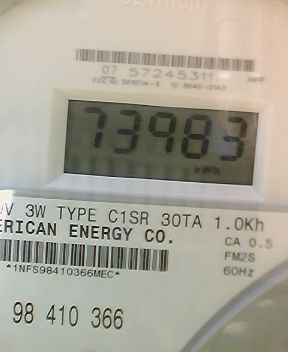 07 57245311
73983
kWh
V 3W TYPE C1SR 30TA 1.0Kh
ERICAN ENERGY CO.
CA 0.5
FM2S
60Hz
*1NFS98410366MEC*
98 410 366